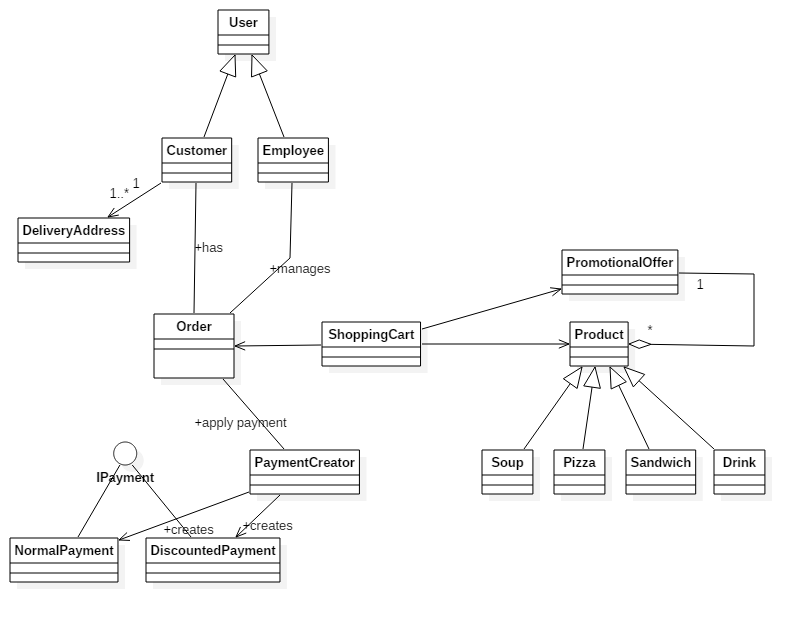 User
Customer
Employee
1
1..*
DeliveryAddress
+has
PromotionalOffer
+manages
1
Order
ShoppingCart
Product
*
+apply payment
IPayment
PaymentCreator
Soup
Pizza
Sandwich
Drink
+creates
+creates
NormalPayment
DiscountedPayment